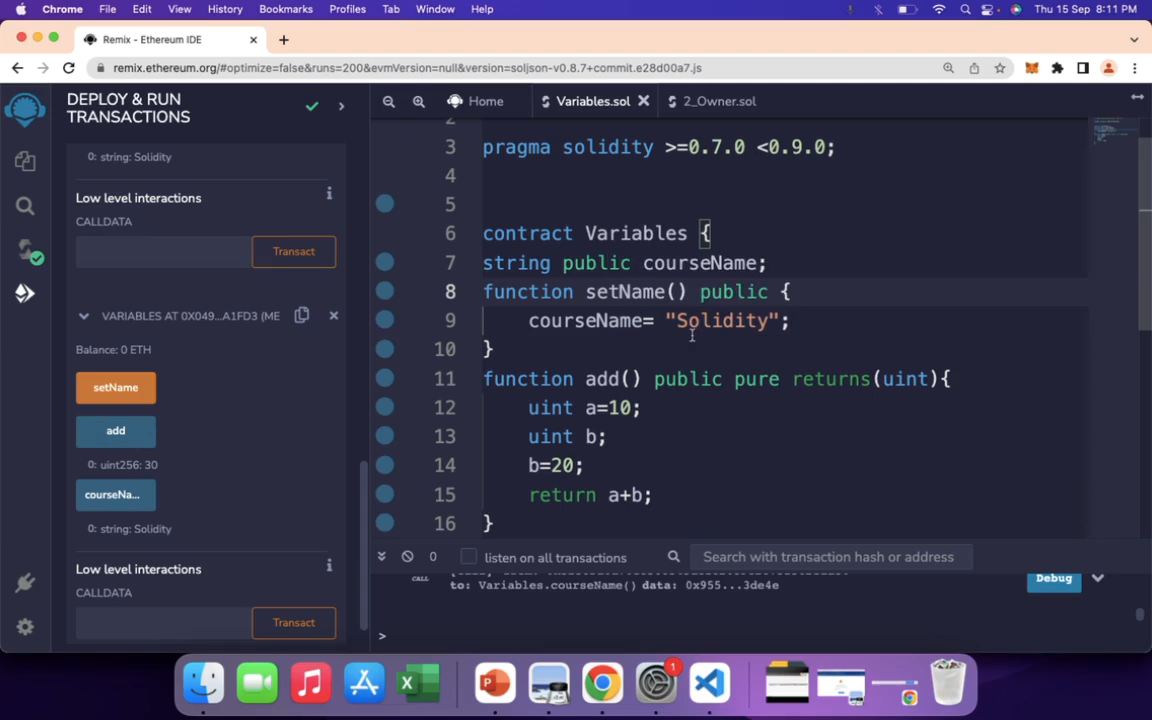 Chrome File Edit View History Bookmarks Profiles Tab Window Help Thu 15 Sep 8:11 PM
Remix - Ethereum IDE
remix.ethereum.org/#optimize=false&runs=200&evmVersion=null&version=soljson-v0.8.7+commit.e28d00a7.js
DEPLOY & RUN
TRANSACTIONS
0: string: Solidity
Low level interactions
CALLDATA
Transact
VARIABLES AT 0X049...A1FD3 (ME
Balance: 0 ETH
setName
add
0: uint256: 30
courseNa...
0: string: Solidity
Low level interactions
CALLDATA
Transact
Home Variables.sol 2_Owner.sol
2
3 pragma solidity >=0.7.0 <0.9.0;
4
5
6 contract Variables {
7 string public courseName;
8 function setName() public {
9 courseName= "Solidity";
10 }
11 function add() public pure returns(uint){
12 uint a=10;
13 uint b;
14 b=20;
15 return a+b;
16 }
0 listen on all transactions Search with transaction hash or address
CALL
to: Variables.courseName() data: 0x955...3de4e
Debug
>
1